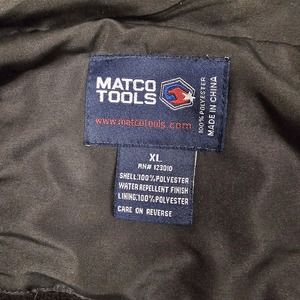 MATCO
TOOLS
www.matcotools.com
100% POLYESTER
MADE IN CHINA
XL
RN# 123010
SHELL:100% POLYESTER
WATER REPELLENT FINISH
LINING:100% POLYESTER
CARE ON REVERSE